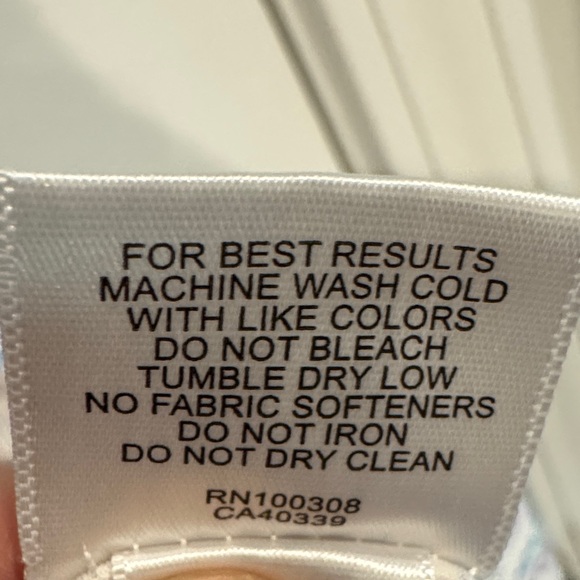 FOR BEST RESULTS
MACHINE WASH COLD
WITH LIKE COLORS
DO NOT BLEACH
TUMBLE DRY LOW
NO FABRIC SOFTENERS
DO NOT IRON
DO NOT DRY CLEAN
RN100308
CA40339